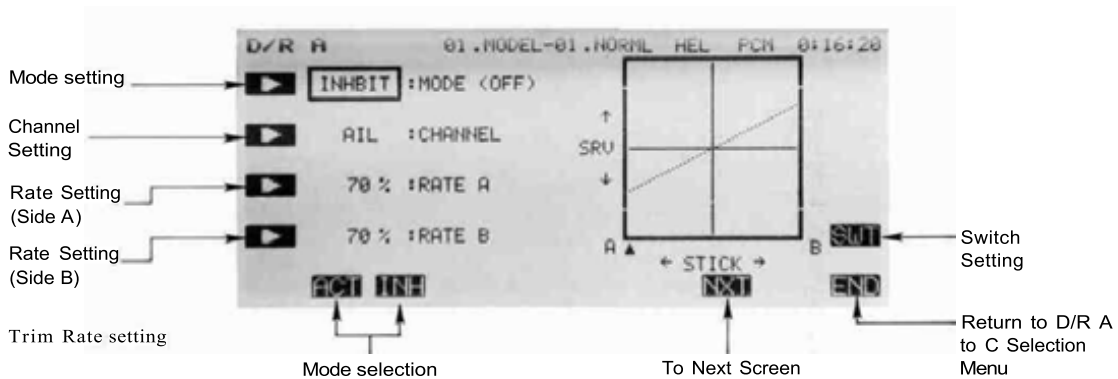 D/R A 01.MODEL-01.NORML HEL PCM 0:16:20
Mode setting
INHBIT :MODE (OFF)
Channel
Setting
AIL :CHANNEL
Rate Setting
(Side A)
70 % :RATE A
Rate Setting
(Side B)
70 % :RATE B
↑
SRV
↓
A ▲ B
← STICK →
SWT
Switch
Setting
ACT INH NXT END
Trim Rate setting
Mode selection
To Next Screen
Return to D/R A
to C Selection
Menu